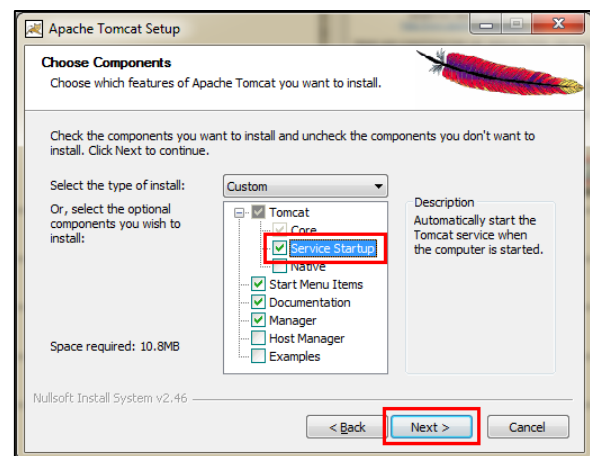 Apache Tomcat Setup
Choose Components
Choose which features of Apache Tomcat you want to install.
Check the components you want to install and uncheck the components you don't want to
install. Click Next to continue.
Select the type of install:
Custom
Or, select the optional
components you wish to
install:
Tomcat
Core
Service Startup
Native
Start Menu Items
Documentation
Manager
Host Manager
Examples
Description
Automatically start the
Tomcat service when
the computer is started.
Space required: 10.8MB
Nullsoft Install System v2.46
< Back
Next >
Cancel